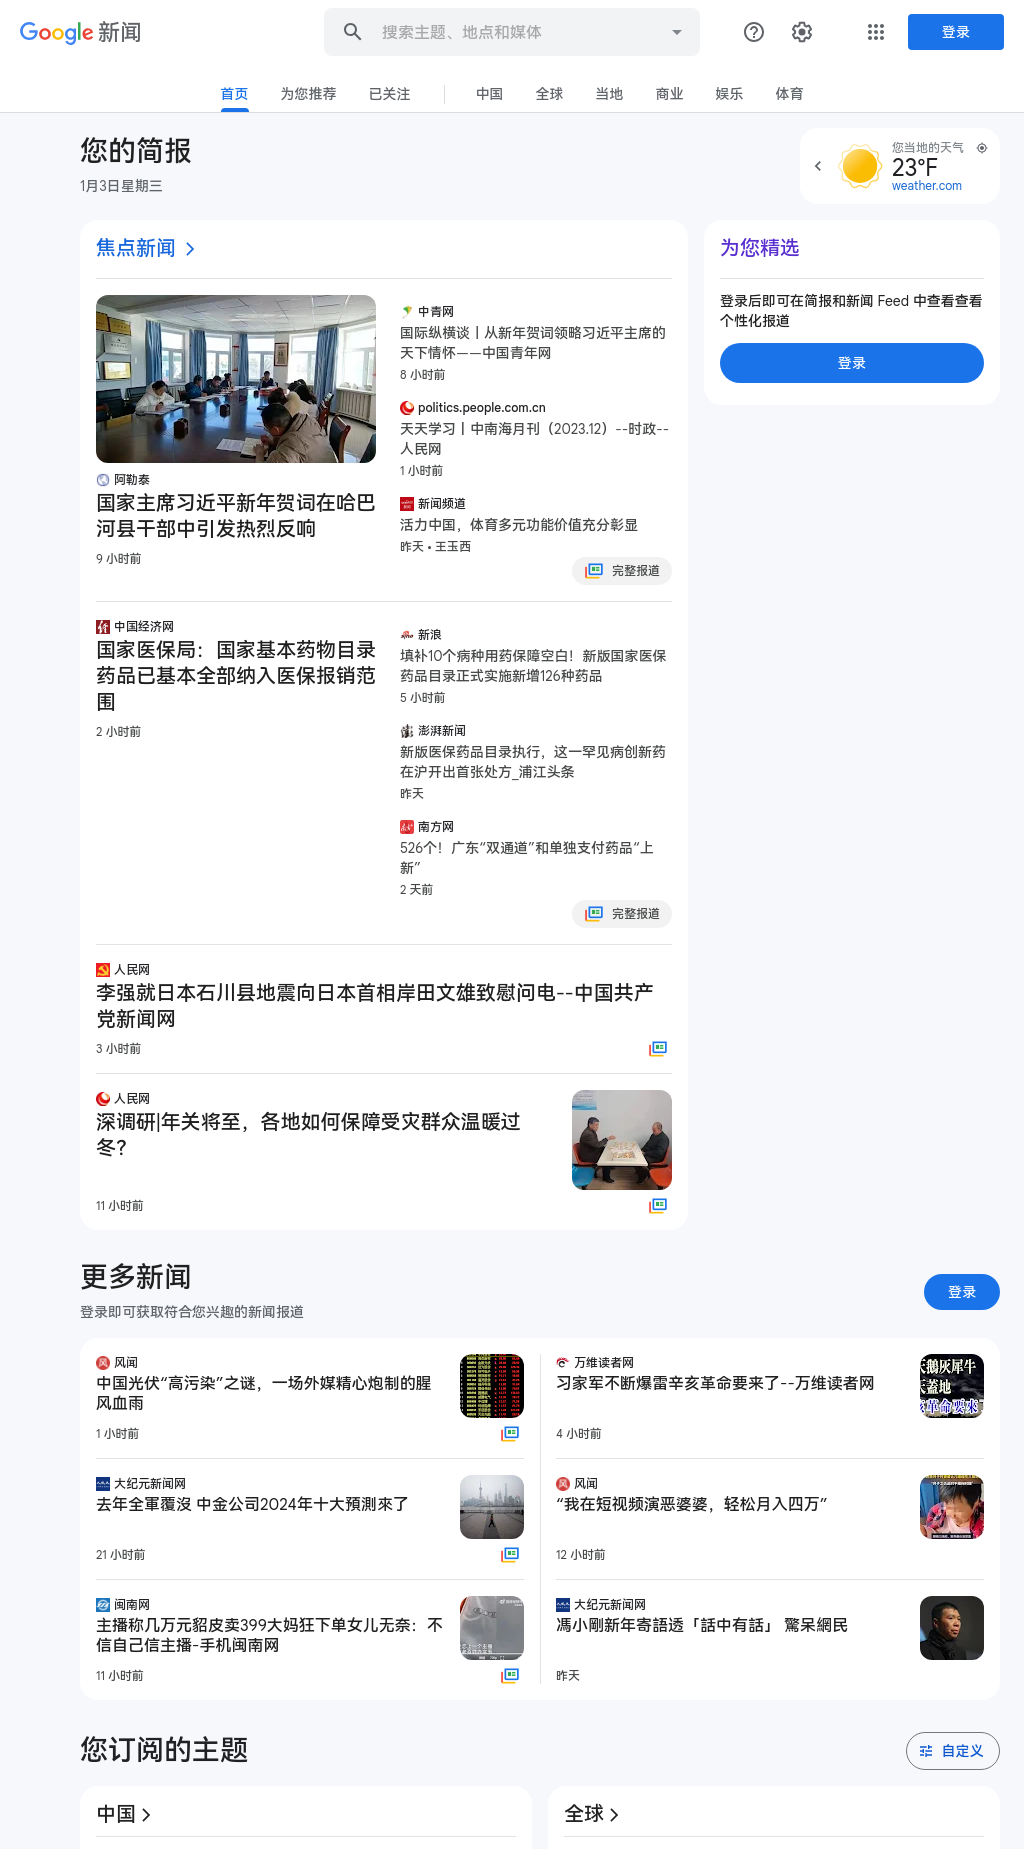 Google 新闻
搜索主题、地点和放文章
登录
首页
为您推荐
已关注
中国
全球
当地
商业
娱乐
体育
您的简报
1月3日星期三
您当地的天气
23°F
weather.com
焦点新闻
阿勒泰
国家主席习近平新年贺词在哈巴
河县干部中引发热烈反响
9 小时前
中青网
国际纵横谈丨从新年贺词领略习近平主席的
天下情怀——中国青年网
8 小时前
politics.people.com.cn
天天学习丨中南海月刊（2023.12）--时政--
人民网
1 小时前
新闻频道
活力中国，体育多元功能价值充分彰显
昨天 • 王玉西
完整报道
为您精选
登录后即可在简报和新闻 Feed 中查看查看
个性化报道
登录
中国经济网
国家医保局：国家基本药物目录
药品已基本全部纳入医保报销范
围
2 小时前
新浪
填补10个病种用药保障空白！新版国家医保
药品目录正式实施新增126种药品
5 小时前
澎湃新闻
新版医保药品目录执行，这一罕见病创新药
在沪开出首张处方_浦江头条
昨天
南方网
526个！广东“双通道”和单独支付药品“上
新”
2 天前
完整报道
人民网
李强就日本石川县地震向日本首相岸田文雄致慰问电--中国共产
党新闻网
3 小时前
人民网
深调研|年关将至，各地如何保障受灾群众温暖过
冬？
11 小时前
更多新闻
登录即可获取符合您兴趣的新闻报道
登录
风闻
中国光伏“高污染”之谜，一场外媒精心炮制的腥
风血雨
1 小时前
大纪元新闻网
去年全軍覆沒 中金公司2024年十大預測來了
21 小时前
闽南网
主播称几万元貂皮卖399大妈狂下单女儿无奈：不
信自己信主播-手机闽南网
11 小时前
万维读者网
习家军不断爆雷辛亥革命要来了--万维读者网
4 小时前
天鵝灰犀牛
天蓋地
革命要來
风闻
“我在短视频演恶婆婆，轻松月入四万”
12 小时前
大纪元新闻网
馮小剛新年寄語透「話中有話」 驚呆網民
昨天
您订阅的主题
自定义
中国
全球